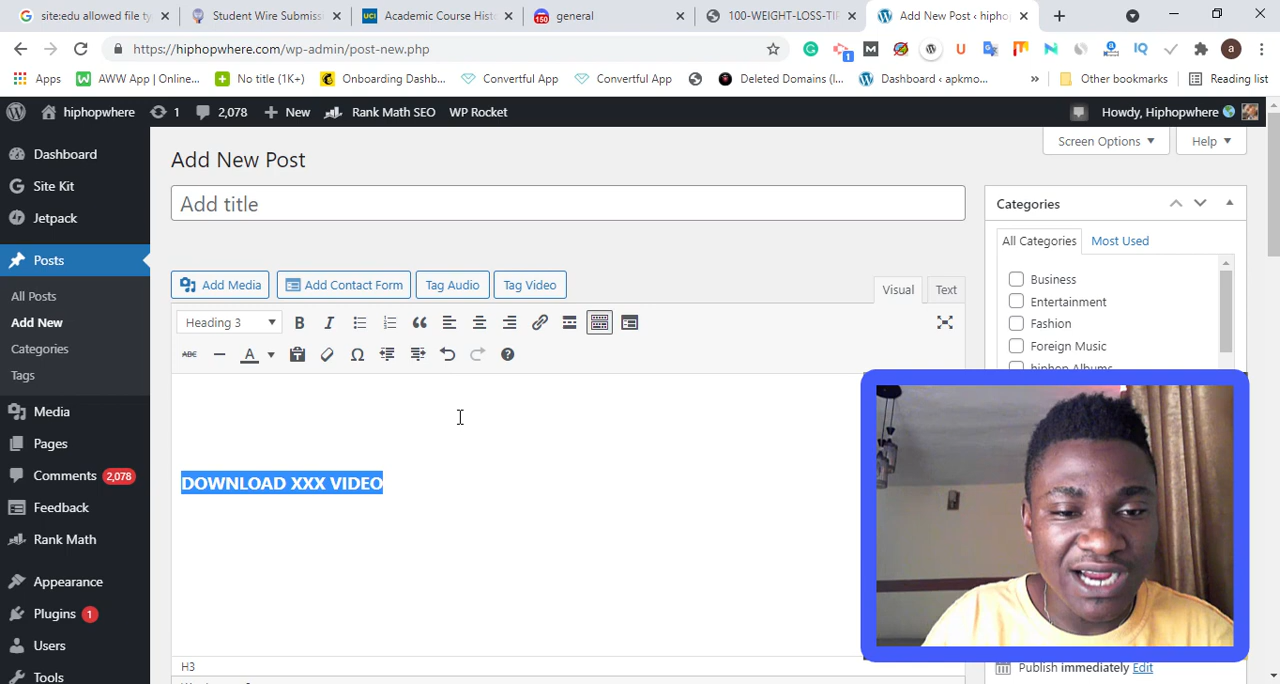 site:edu allowed file ty
Student Wire Submiss
Academic Course Hist
150
general
100-WEIGHT-LOSS-TIP
Add New Post ‹ hipho
https://hiphopwhere.com/wp-admin/post-new.php
Apps
AWW App | Online...
No title (1K+)
Onboarding Dashb...
Convertful App
Convertful App
Deleted Domains (I...
Dashboard ‹ apkmo...
Other bookmarks
Reading list
hiphopwhere
1
2,078
New
Rank Math SEO
WP Rocket
Howdy, Hiphopwhere
Dashboard
Site Kit
Jetpack
Posts
All Posts
Add New
Categories
Tags
Media
Pages
Comments 2,078
Feedback
Rank Math
Appearance
Plugins 1
Users
Tools
Screen Options
Help
Add New Post
Add title
Add Media
Add Contact Form
Tag Audio
Tag Video
Visual
Text
Heading 3
DOWNLOAD XXX VIDEO
H3
Categories
All Categories
Most Used
Business
Entertainment
Fashion
Foreign Music
hiphop Albums
Publish immediately Edit